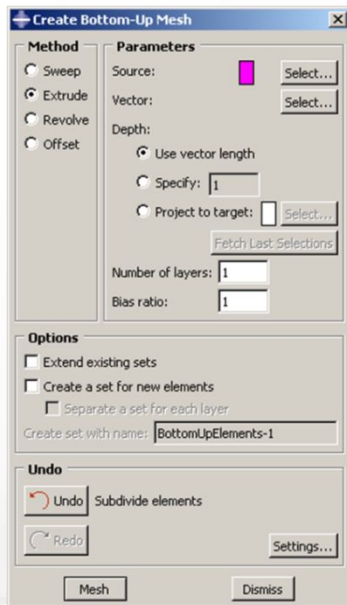 Create Bottom-Up Mesh
Method
Sweep
Extrude
Revolve
Offset
Parameters
Source: Select...
Vector: Select...
Depth:
Use vector length
Specify: 1
Project to target: Select...
Fetch Last Selections
Number of layers: 1
Bias ratio: 1
Options
Extend existing sets
Create a set for new elements
Separate a set for each layer
Create set with name: BottomUpElements-1
Undo
Undo Subdivide elements
Redo
Settings...
Mesh Dismiss